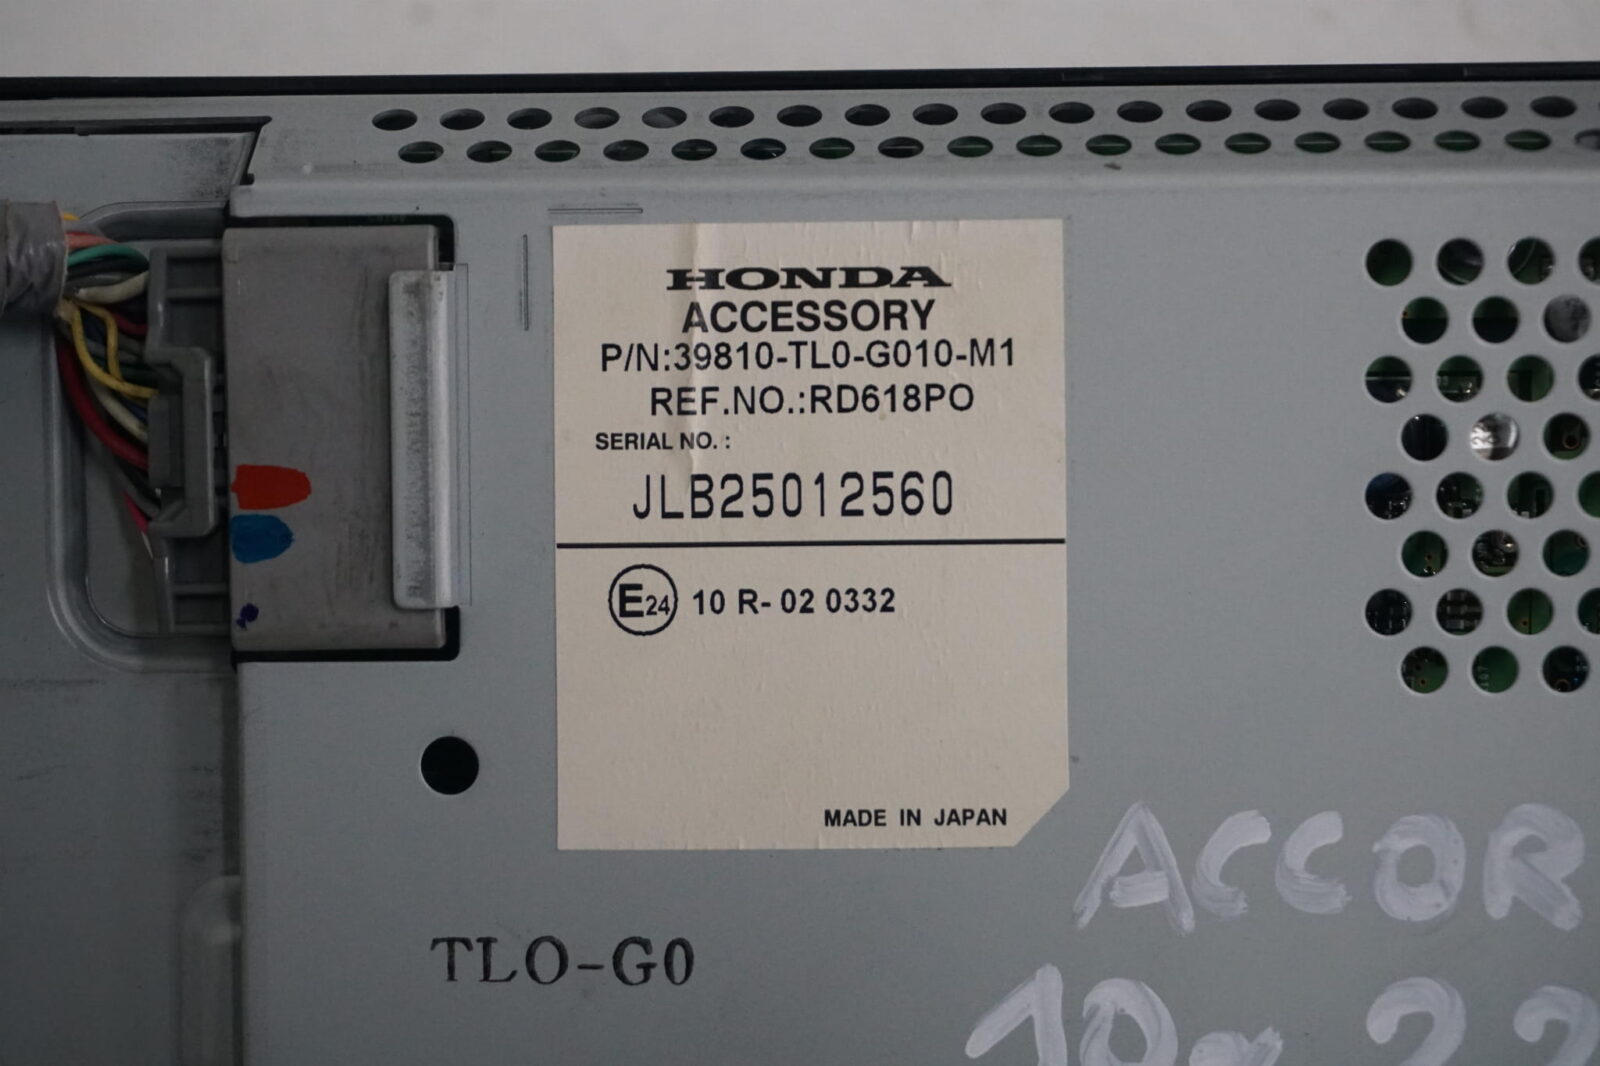 HONDA
ACCESSORY
P/N:39810-TL0-G010-M1
REF.NO.:RD618PO
SERIAL NO. :
JLB25012560
E24 10 R- 02 0332
MADE IN JAPAN
TLO-G0
ACCOR